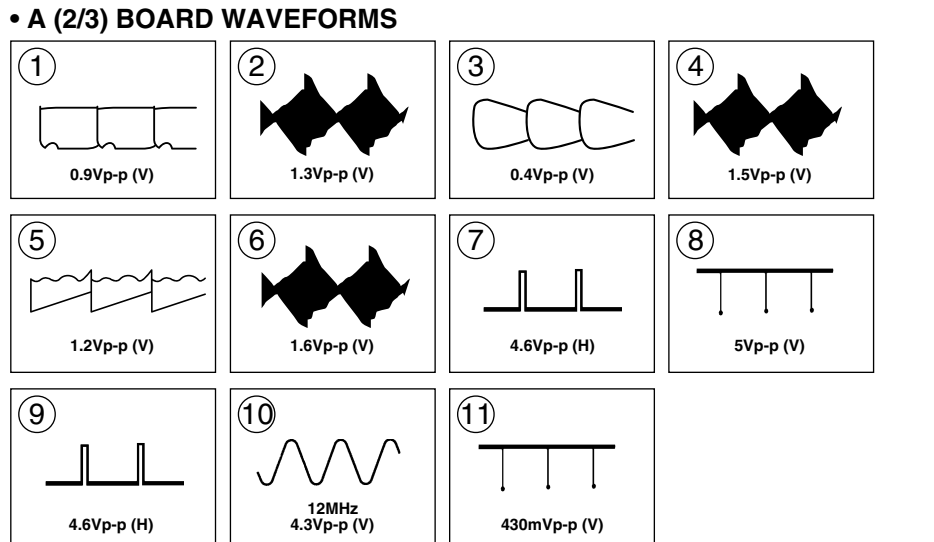 • A (2/3) BOARD WAVEFORMS
1
0.9Vp-p (V)
2
1.3Vp-p (V)
3
0.4Vp-p (V)
4
1.5Vp-p (V)
5
1.2Vp-p (V)
6
1.6Vp-p (V)
7
4.6Vp-p (H)
8
5Vp-p (V)
9
4.6Vp-p (H)
10
12MHz
4.3Vp-p (V)
11
430mVp-p (V)